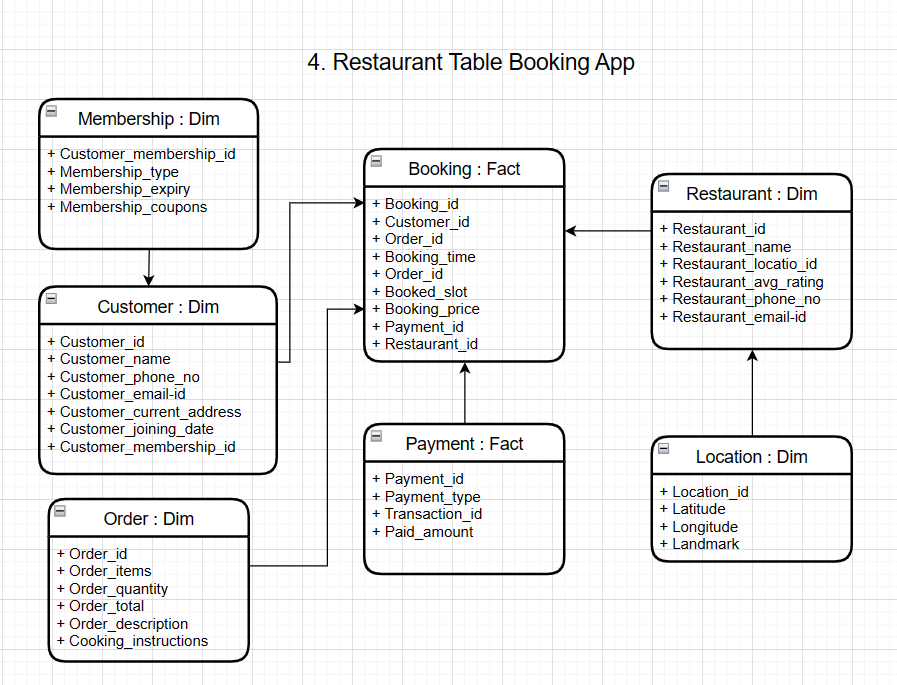 4. Restaurant Table Booking App
Membership : Dim
+ Customer_membership_id
+ Membership_type
+ Membership_expiry
+ Membership_coupons
Customer : Dim
+ Customer_id
+ Customer_name
+ Customer_phone_no
+ Customer_email-id
+ Customer_current_address
+ Customer_joining_date
+ Customer_membership_id
Order : Dim
+ Order_id
+ Order_items
+ Order_quantity
+ Order_total
+ Order_description
+ Cooking_instructions
Booking : Fact
+ Booking_id
+ Customer_id
+ Order_id
+ Booking_time
+ Order_id
+ Booked_slot
+ Booking_price
+ Payment_id
+ Restaurant_id
Payment : Fact
+ Payment_id
+ Payment_type
+ Transaction_id
+ Paid_amount
Restaurant : Dim
+ Restaurant_id
+ Restaurant_name
+ Restaurant_locatio_id
+ Restaurant_avg_rating
+ Restaurant_phone_no
+ Restaurant_email-id
Location : Dim
+ Location_id
+ Latitude
+ Longitude
+ Landmark